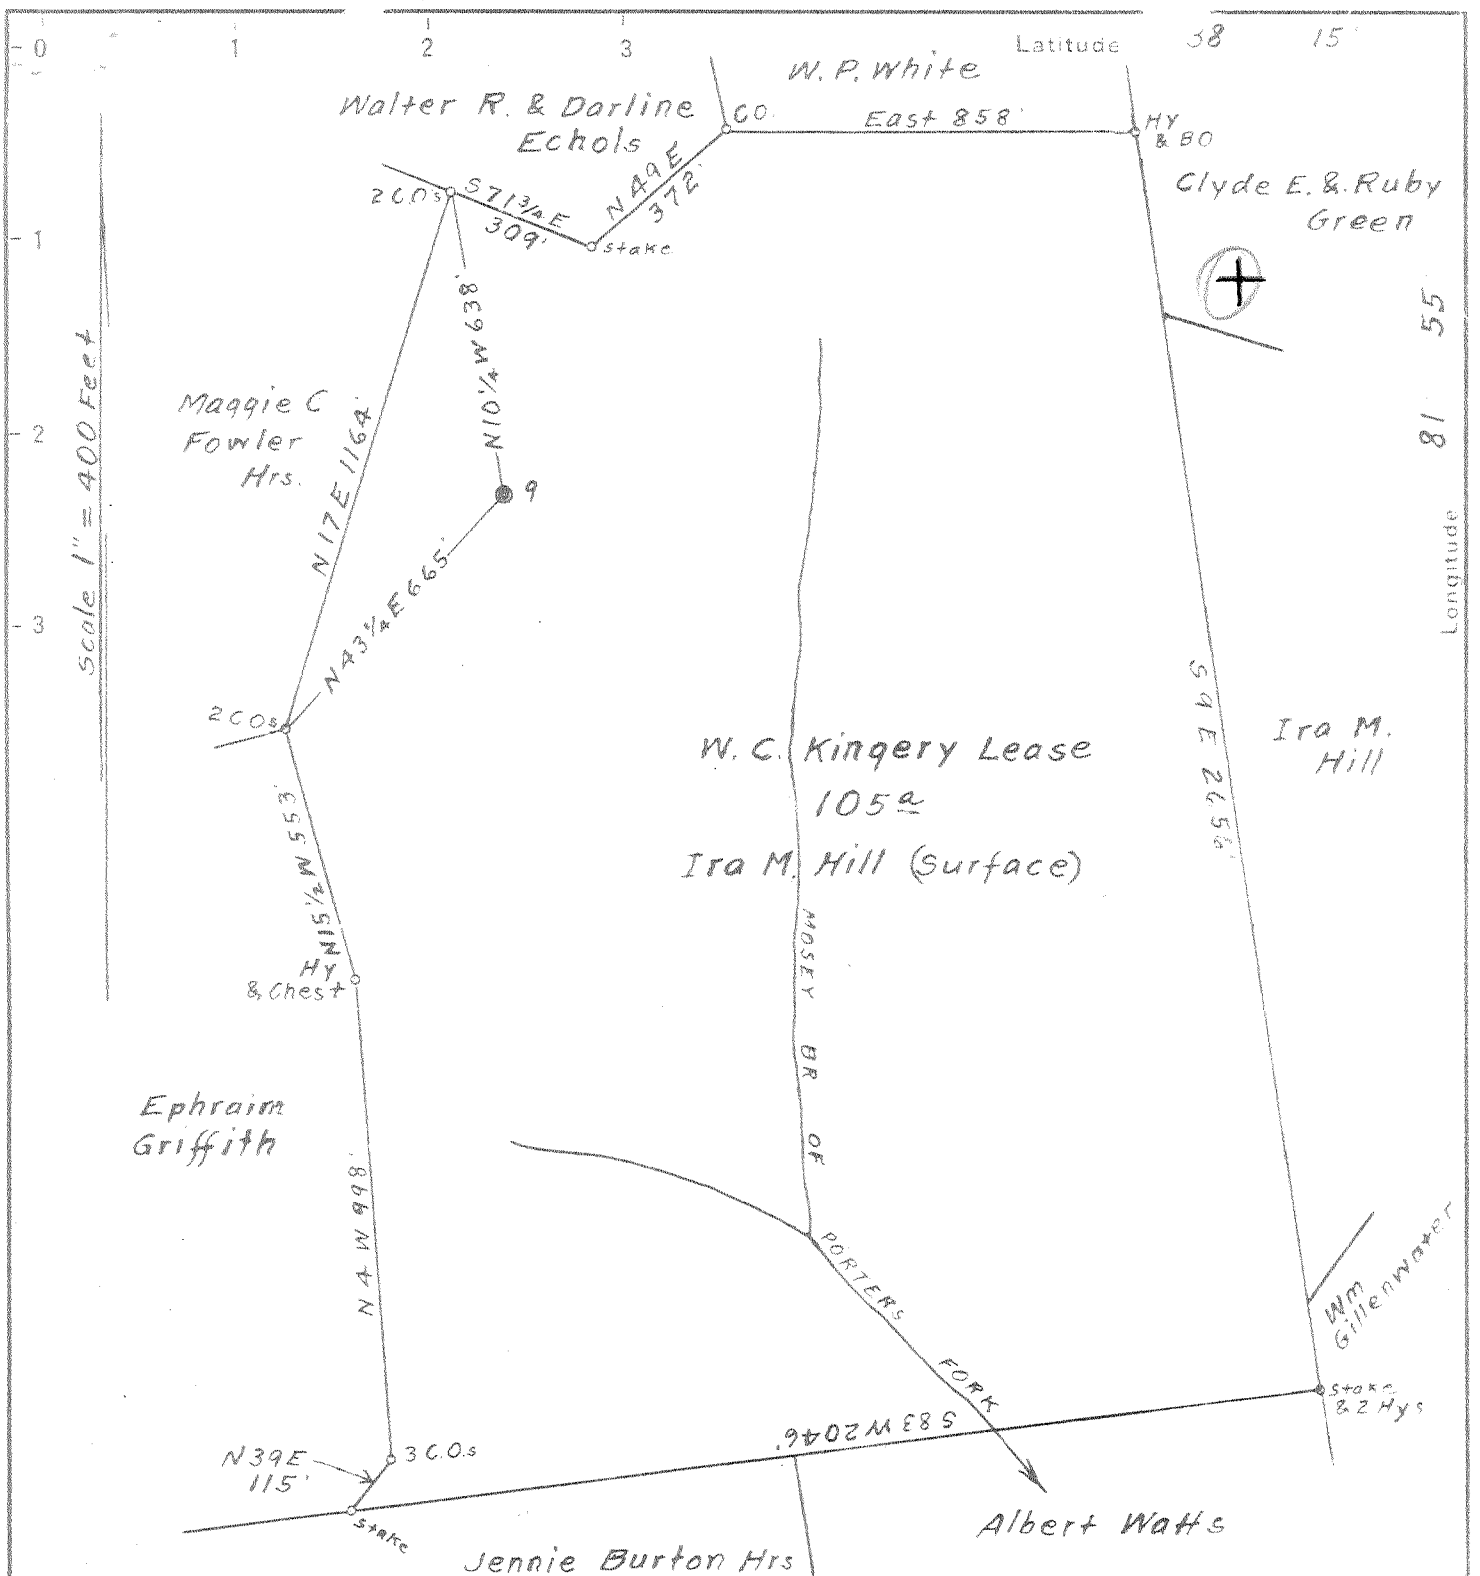 0
1
2
3
Latitude 38 15'
W. P. White
Walter R. & Darline
Echols
C.O.
East 858'
HY
& BO
Clyde E. & Ruby
Green
2 C.O.s
S 71 3/4 E
309'
N 49 E
372'
stake
1
55
81
Longitude
Scale 1" = 400 Feet
Maggie C
Fowler
Hrs.
N 17 E 1164'
N 10 1/4 W 638'
2
9
N 43 1/4 E 665'
3
S 9 E 2656'
2 C.O.s
W. C. Kingery Lease
105 a
Ira M. Hill (Surface)
Ira M.
Hill
N 15 1/2 W 553'
Hy
& Chest
MOSEY BR OF
Ephraim
Griffith
N 4 W 998'
PORTERS FORK
Wm
Gillenwater
stake
& 2 Hys
S 83 W 2046'
N 39 E
115'
3 C.O.s
stake
Albert Watts
Jennie Burton Hrs